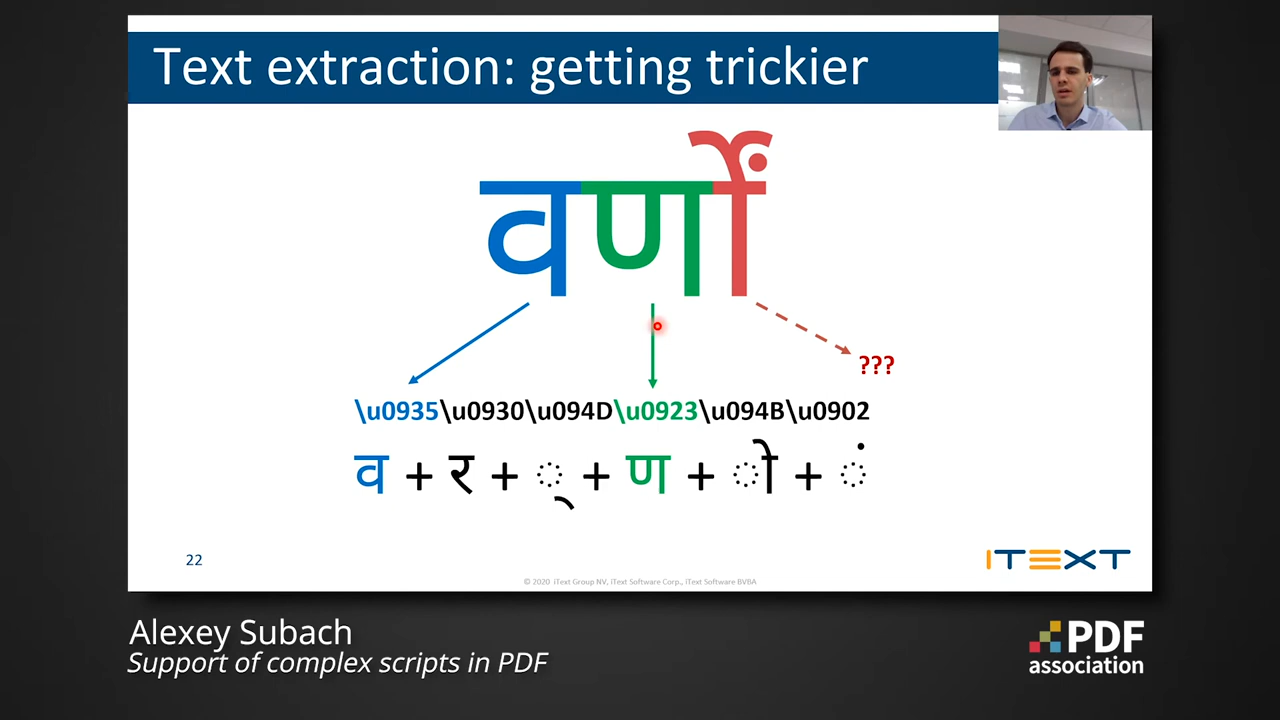 Text extraction: getting trickier
वर्णों
???
\u0935\u0930\u094D\u0923\u094B\u0902
व + र + ्  + ण + ो + ं
22
iTEXT
© 2020 iText Group NV, iText Software Corp., iText Software BVBA
Alexey Subach
Support of complex scripts in PDF
PDF
association